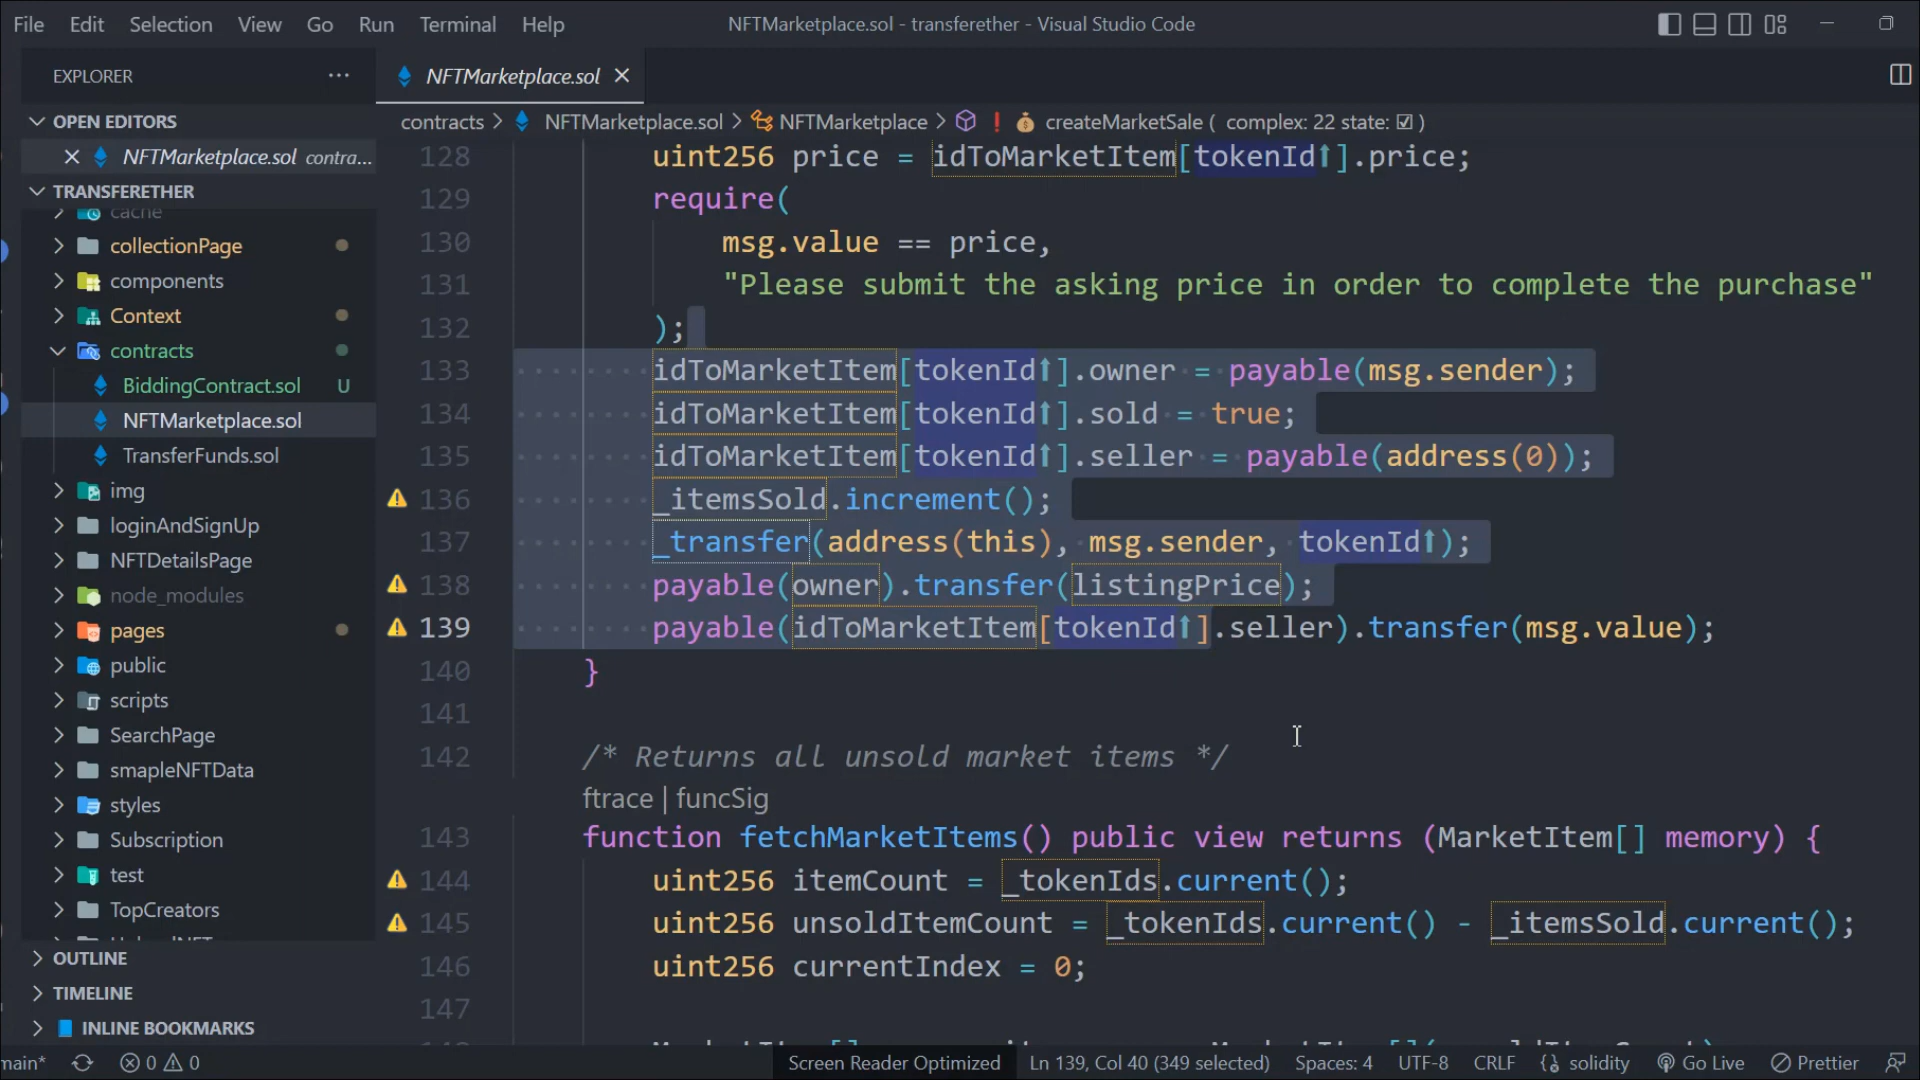 File Edit Selection View Go Run Terminal Help
NFTMarketplace.sol - transferether - Visual Studio Code
EXPLORER
NFTMarketplace.sol
OPEN EDITORS
NFTMarketplace.sol contra...
TRANSFERETHER
cache
collectionPage
components
Context
contracts
BiddingContract.sol U
NFTMarketplace.sol
TransferFunds.sol
img
loginAndSignUp
NFTDetailsPage
node_modules
pages
public
scripts
SearchPage
smapleNFTData
styles
Subscription
test
TopCreators
OUTLINE
TIMELINE
INLINE BOOKMARKS
contracts > NFTMarketplace.sol > NFTMarketplace > createMarketSale ( complex: 22 state: ☑ )
128 uint256 price = idToMarketItem[tokenId⬆].price;
129 require(
130 msg.value == price,
131 "Please submit the asking price in order to complete the purchase"
132 );
133 idToMarketItem[tokenId⬆].owner = payable(msg.sender);
134 idToMarketItem[tokenId⬆].sold = true;
135 idToMarketItem[tokenId⬆].seller = payable(address(0));
136 _itemsSold.increment();
137 _transfer(address(this), msg.sender, tokenId⬆);
138 payable(owner).transfer(listingPrice);
139 payable(idToMarketItem[tokenId⬆].seller).transfer(msg.value);
140 }
141
142 /* Returns all unsold market items */
ftrace | funcSig
143 function fetchMarketItems() public view returns (MarketItem[] memory) {
144 uint256 itemCount = _tokenIds.current();
145 uint256 unsoldItemCount = _tokenIds.current() - _itemsSold.current();
146 uint256 currentIndex = 0;
147
main* 0 0 Screen Reader Optimized Ln 139, Col 40 (349 selected) Spaces: 4 UTF-8 CRLF solidity Go Live Prettier